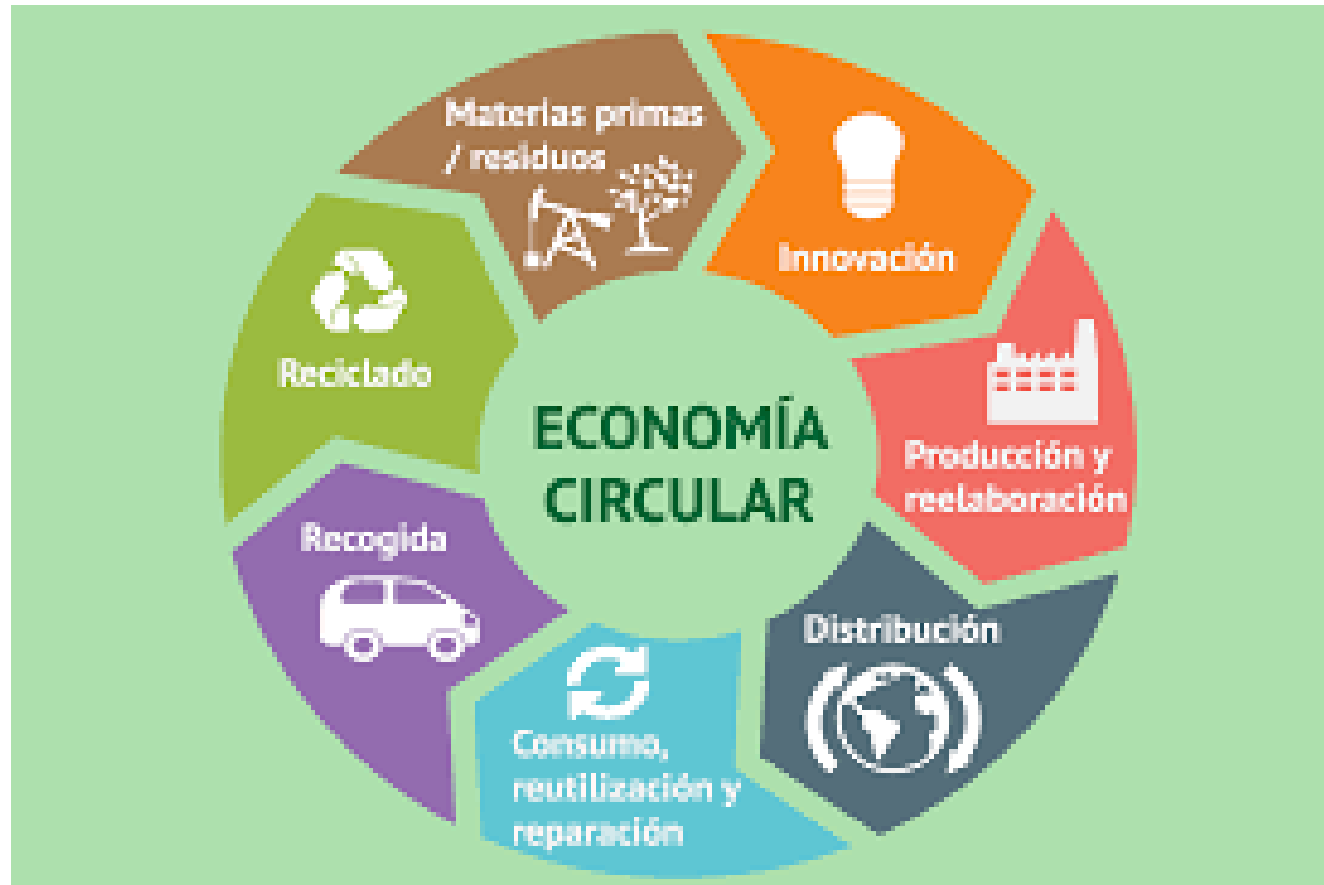 Materias primas
/ residuos
Innovación
Producción y
reelaboración
Distribución
Consumo,
reutilización y
reparación
Recogida
Reciclado
ECONOMÍA
CIRCULAR